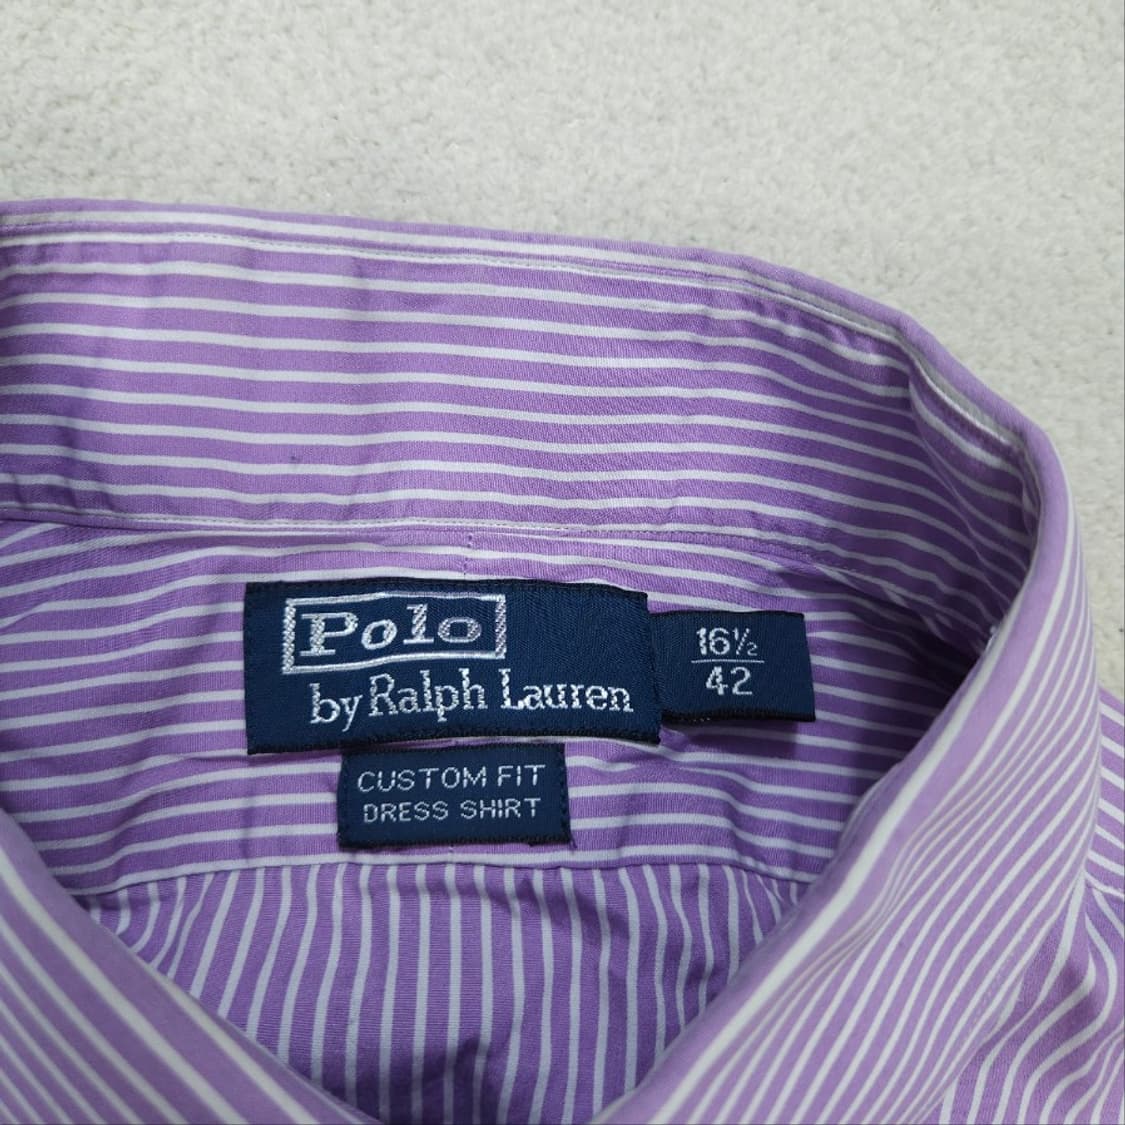 Polo
by Ralph Lauren
16½
42
CUSTOM FIT
DRESS SHIRT